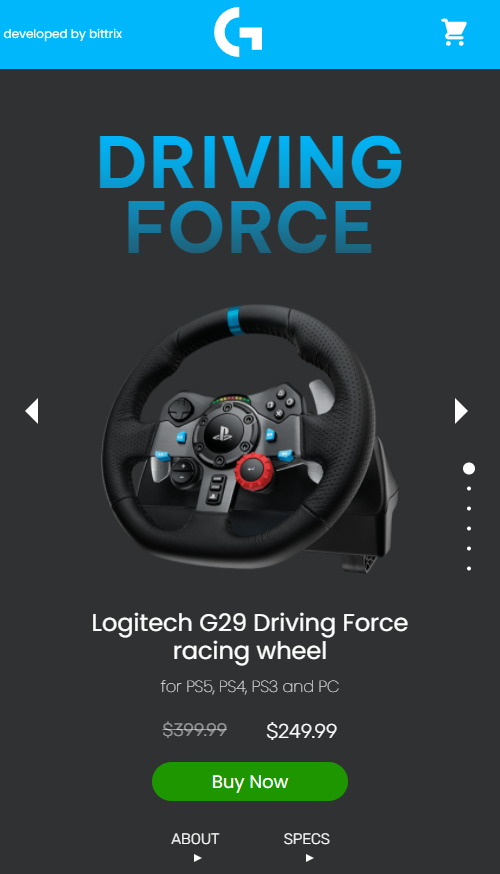 developed by bittrix
DRIVING
FORCE
Logitech G29 Driving Force
racing wheel
for PS5, PS4, PS3 and PC
$399.99 $249.99
Buy Now
ABOUT SPECS